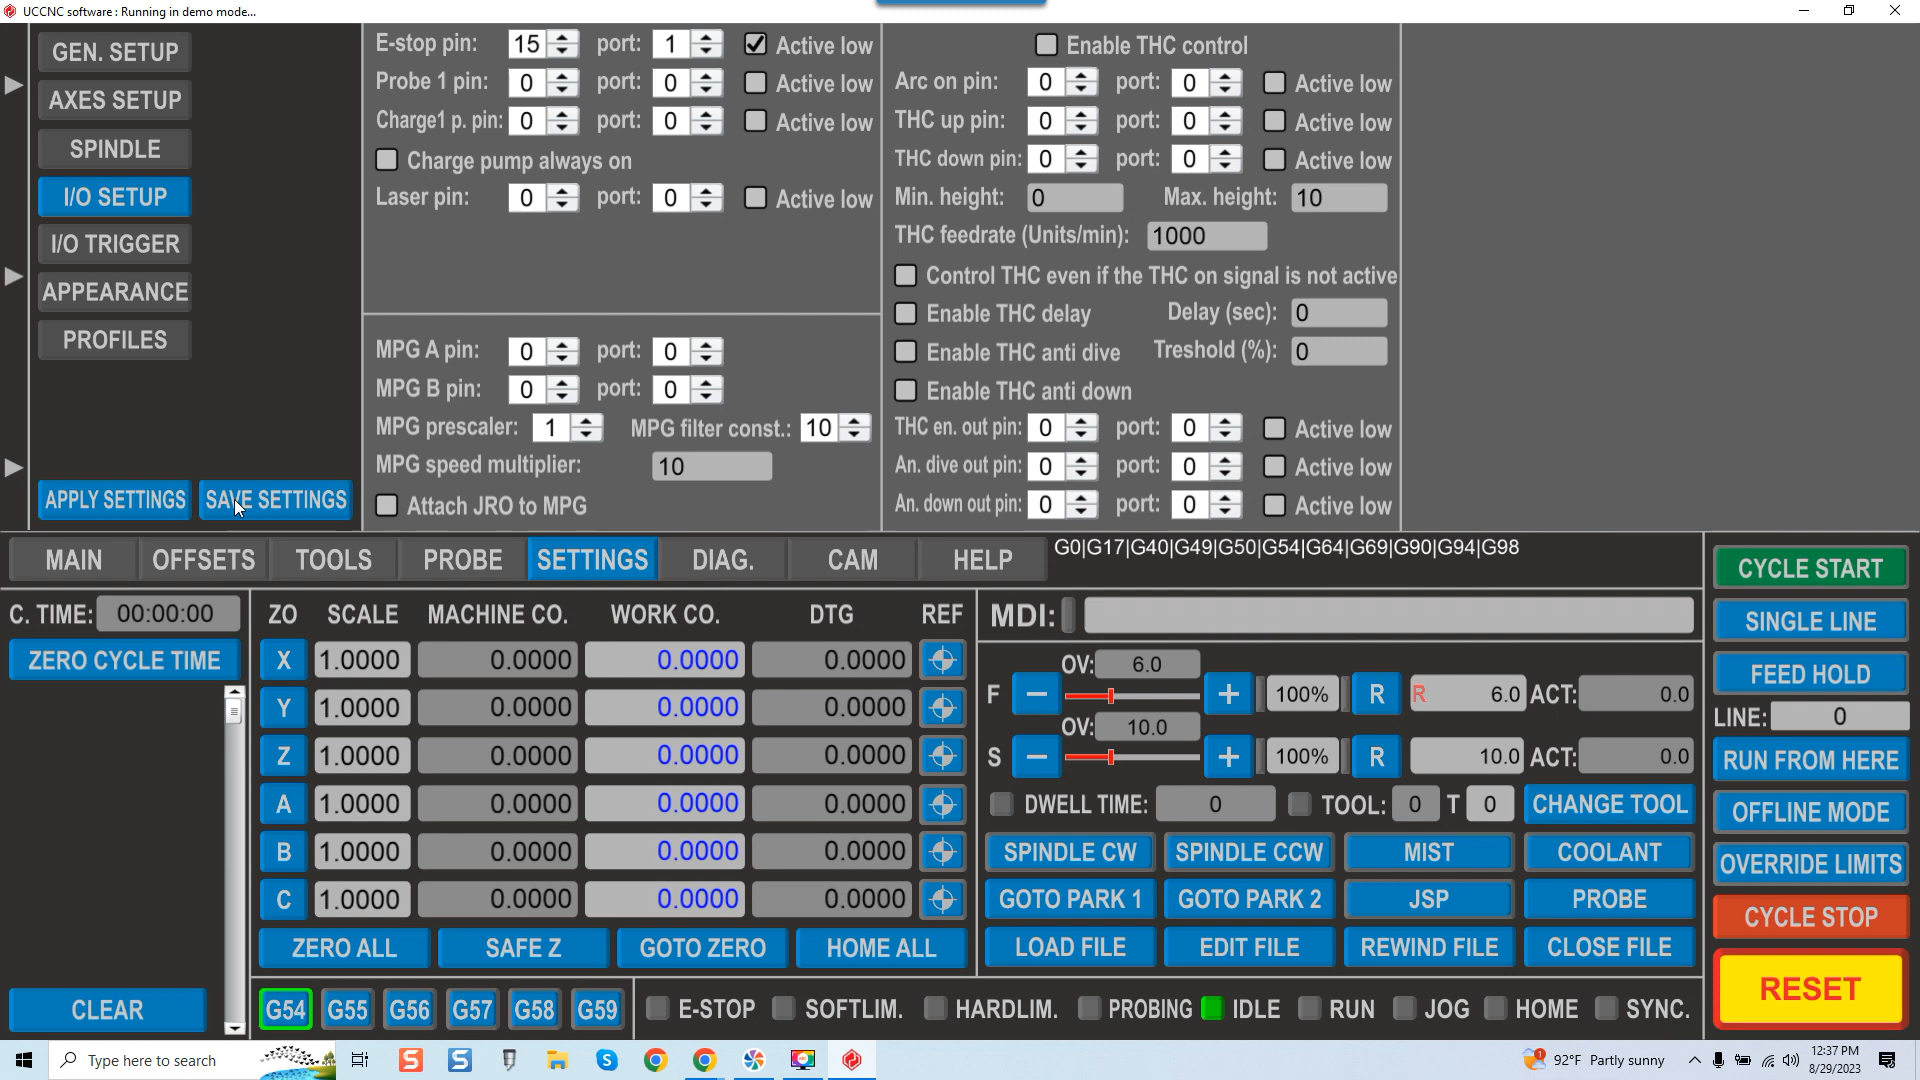 UCCNC software : Running in demo mode...
GEN. SETUP
AXES SETUP
SPINDLE
I/O SETUP
I/O TRIGGER
APPEARANCE
PROFILES
APPLY SETTINGS SAVE SETTINGS
E-stop pin: 15 port: 1 Active low
Probe 1 pin: 0 port: 0 Active low
Charge1 p. pin: 0 port: 0 Active low
Charge pump always on
Laser pin: 0 port: 0 Active low
MPG A pin: 0 port: 0
MPG B pin: 0 port: 0
MPG prescaler: 1 MPG filter const.: 10
MPG speed multiplier: 10
Attach JRO to MPG
Enable THC control
Arc on pin: 0 port: 0 Active low
THC up pin: 0 port: 0 Active low
THC down pin: 0 port: 0 Active low
Min. height: 0 Max. height: 10
THC feedrate (Units/min): 1000
Control THC even if the THC on signal is not active
Enable THC delay Delay (sec): 0
Enable THC anti dive Treshold (%): 0
Enable THC anti down
THC en. out pin: 0 port: 0 Active low
An. dive out pin: 0 port: 0 Active low
An. down out pin: 0 port: 0 Active low
MAIN OFFSETS TOOLS PROBE SETTINGS DIAG. CAM HELP
G0|G17|G40|G49|G50|G54|G64|G69|G90|G94|G98
C. TIME: 00:00:00
ZERO CYCLE TIME
CLEAR
ZO SCALE MACHINE CO. WORK CO. DTG REF
X 1.0000 0.0000 0.0000 0.0000
Y 1.0000 0.0000 0.0000 0.0000
Z 1.0000 0.0000 0.0000 0.0000
A 1.0000 0.0000 0.0000 0.0000
B 1.0000 0.0000 0.0000 0.0000
C 1.0000 0.0000 0.0000 0.0000
ZERO ALL SAFE Z GOTO ZERO HOME ALL
G54 G55 G56 G57 G58 G59
MDI:
OV: 6.0
F 100% R R 6.0 ACT: 0.0
OV: 10.0
S 100% R 10.0 ACT: 0.0
DWELL TIME: 0 TOOL: 0 T 0 CHANGE TOOL
SPINDLE CW SPINDLE CCW MIST COOLANT
GOTO PARK 1 GOTO PARK 2 JSP PROBE
LOAD FILE EDIT FILE REWIND FILE CLOSE FILE
E-STOP SOFTLIM. HARDLIM. PROBING IDLE RUN JOG HOME SYNC.
CYCLE START
SINGLE LINE
FEED HOLD
LINE: 0
RUN FROM HERE
OFFLINE MODE
OVERRIDE LIMITS
CYCLE STOP
RESET
Type here to search
92°F Partly sunny
12:37 PM
8/29/2023